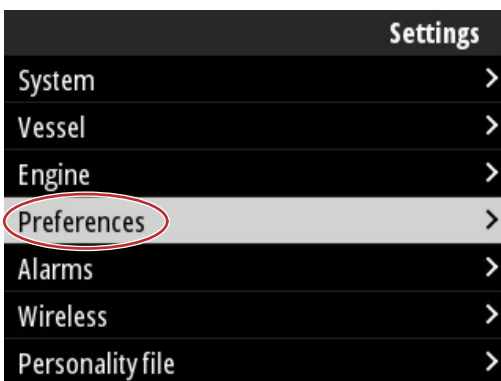 Settings
System
Vessel
Engine
Preferences
Alarms
Wireless
Personality file